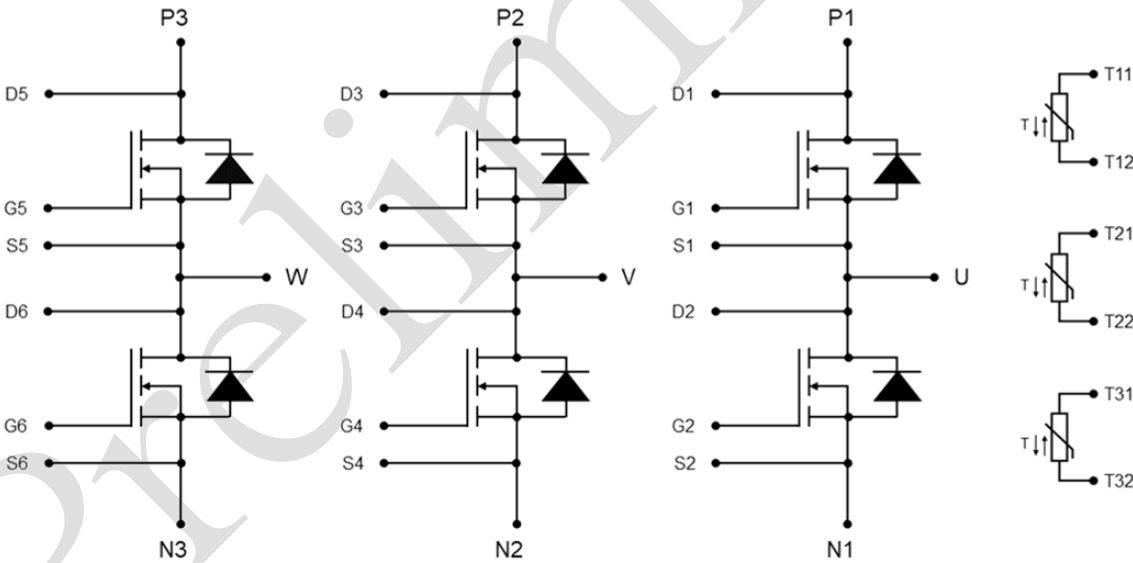 P3 P2 P1
D5 D3 D1
T11
T
T12
G5 G3 G1
S5 S3 S1
T21
W V U
T
D6 D4 D2
T22
T31
G6 G4 G2
T
S6 S4 S2
T32
N3 N2 N1
Prelim